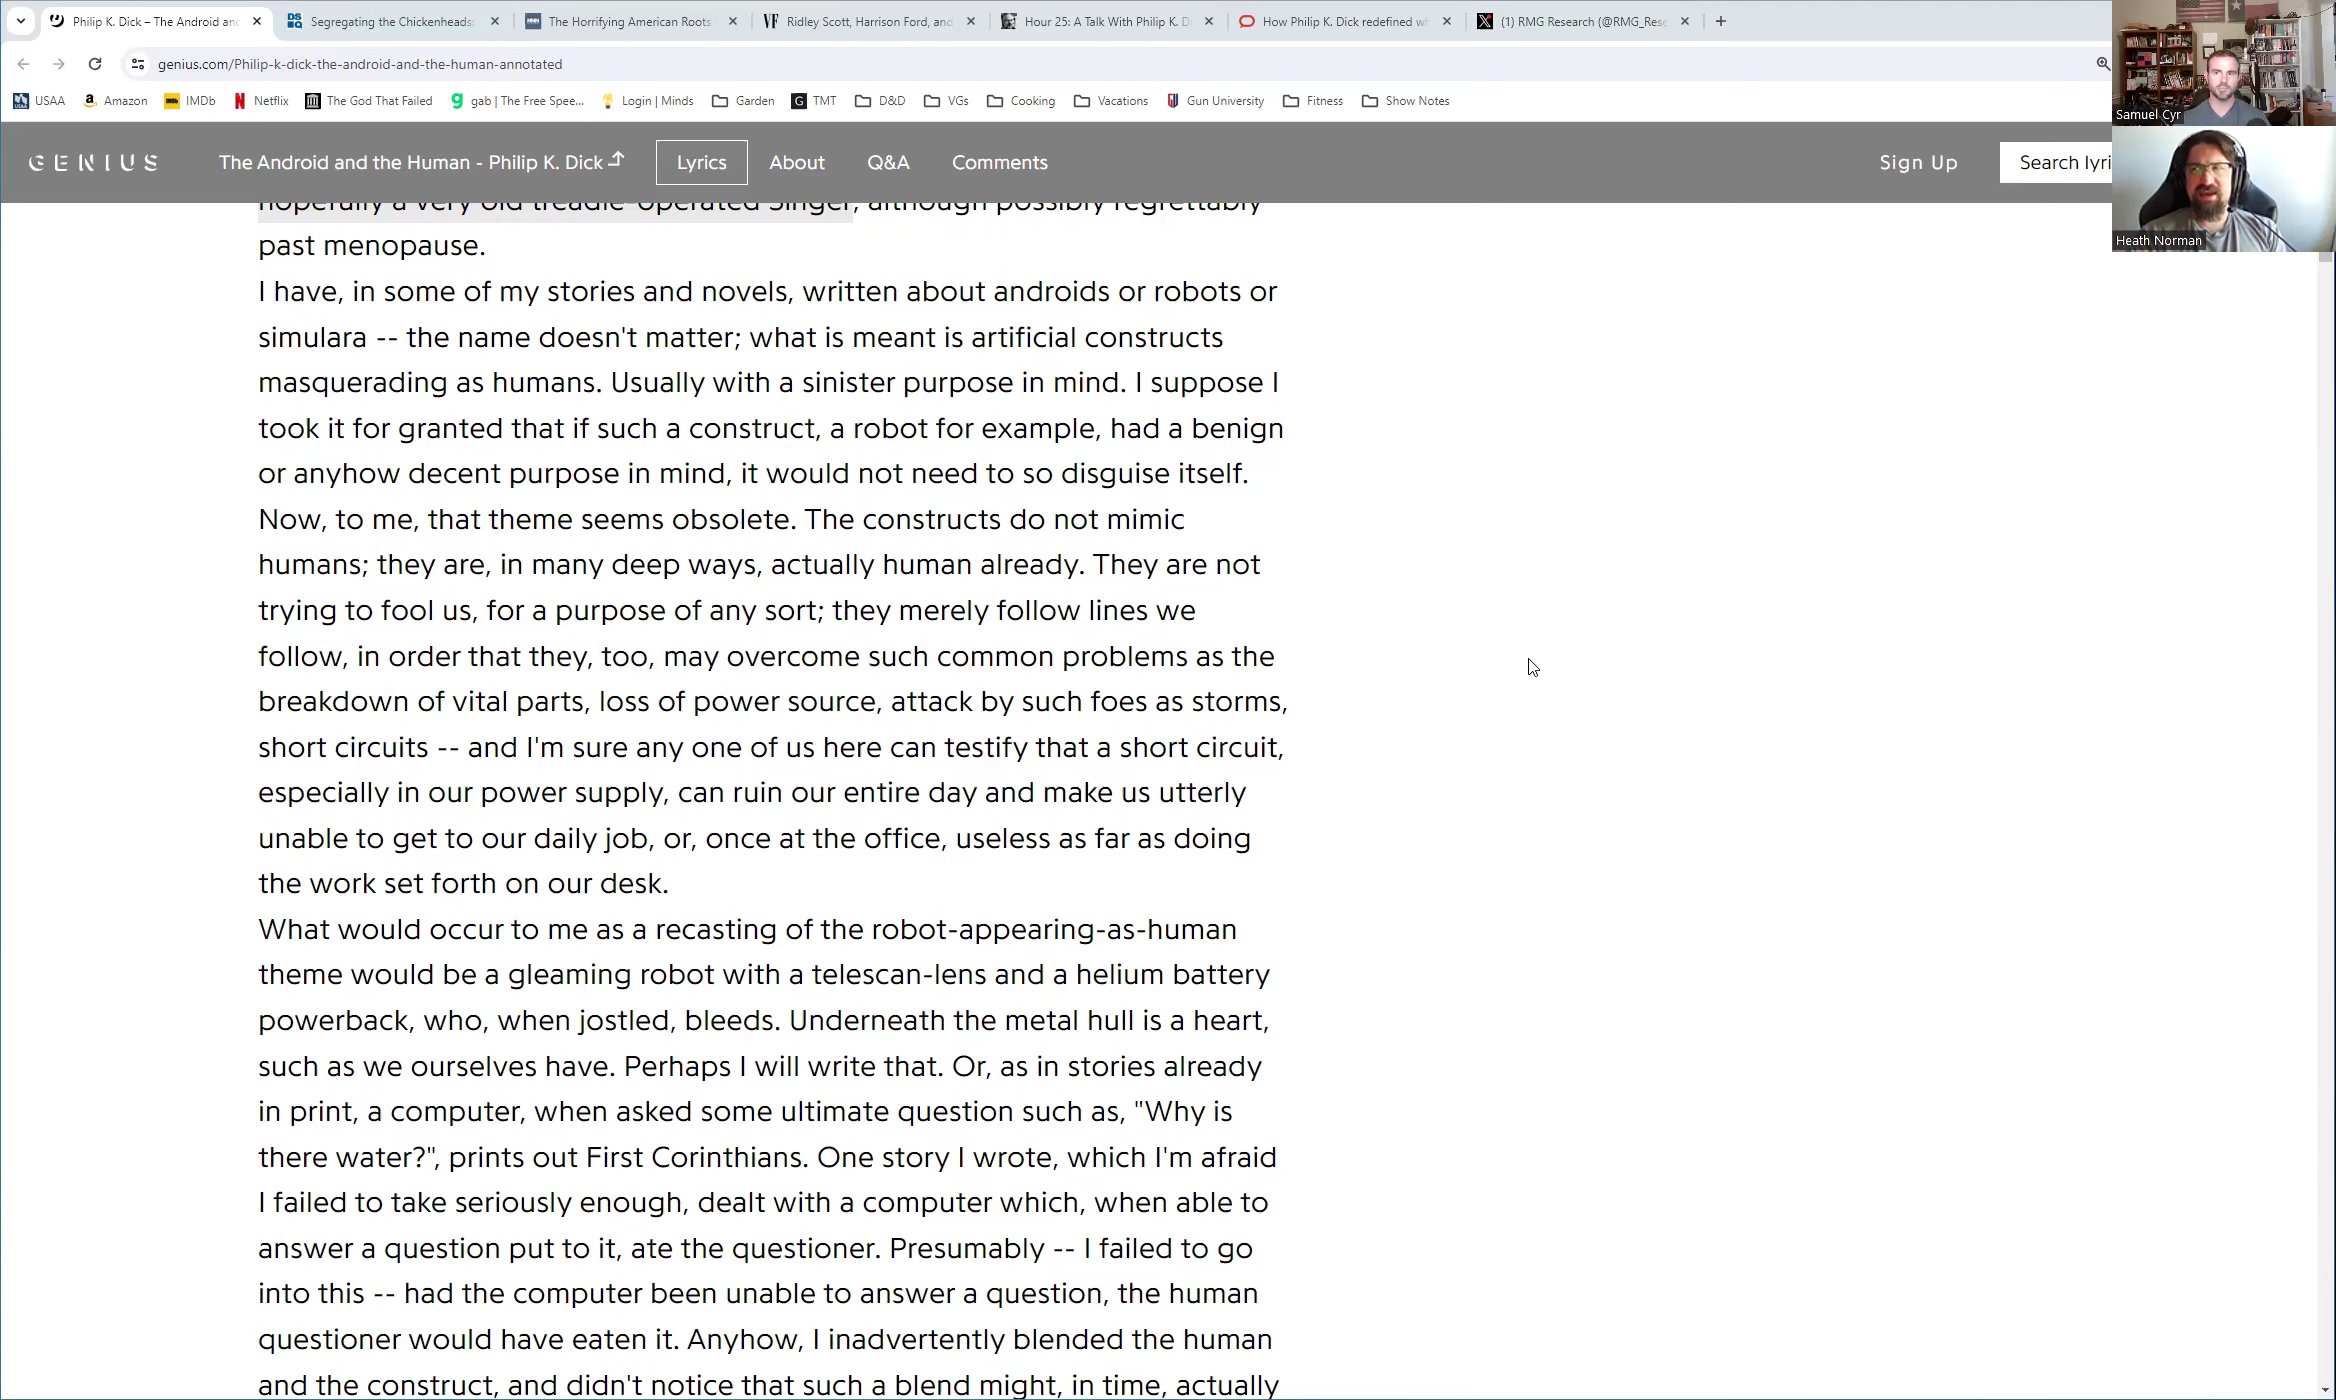 Philip K. Dick – The Android and
Segregating the Chickenheads:
The Horrifying American Roots
Ridley Scott, Harrison Ford, and
Hour 25: A Talk With Philip K. D
How Philip K. Dick redefined wh
(1) RMG Research (@RMG_Rese
genius.com/Philip-k-dick-the-android-and-the-human-annotated
USAA Amazon IMDb Netflix The God That Failed gab | The Free Spee... Login | Minds Garden TMT D&D VGs Cooking Vacations Gun University Fitness Show Notes
Samuel Cyr
GENIUS The Android and the Human - Philip K. Dick Lyrics About Q&A Comments Sign Up Search lyri
Heath Norman
hopefully a very old treadle-operated Singer, although possibly regrettably
past menopause.
I have, in some of my stories and novels, written about androids or robots or
simulara -- the name doesn't matter; what is meant is artificial constructs
masquerading as humans. Usually with a sinister purpose in mind. I suppose I
took it for granted that if such a construct, a robot for example, had a benign
or anyhow decent purpose in mind, it would not need to so disguise itself.
Now, to me, that theme seems obsolete. The constructs do not mimic
humans; they are, in many deep ways, actually human already. They are not
trying to fool us, for a purpose of any sort; they merely follow lines we
follow, in order that they, too, may overcome such common problems as the
breakdown of vital parts, loss of power source, attack by such foes as storms,
short circuits -- and I'm sure any one of us here can testify that a short circuit,
especially in our power supply, can ruin our entire day and make us utterly
unable to get to our daily job, or, once at the office, useless as far as doing
the work set forth on our desk.
What would occur to me as a recasting of the robot-appearing-as-human
theme would be a gleaming robot with a telescan-lens and a helium battery
powerback, who, when jostled, bleeds. Underneath the metal hull is a heart,
such as we ourselves have. Perhaps I will write that. Or, as in stories already
in print, a computer, when asked some ultimate question such as, "Why is
there water?", prints out First Corinthians. One story I wrote, which I'm afraid
I failed to take seriously enough, dealt with a computer which, when able to
answer a question put to it, ate the questioner. Presumably -- I failed to go
into this -- had the computer been unable to answer a question, the human
questioner would have eaten it. Anyhow, I inadvertently blended the human
and the construct, and didn't notice that such a blend might, in time, actually